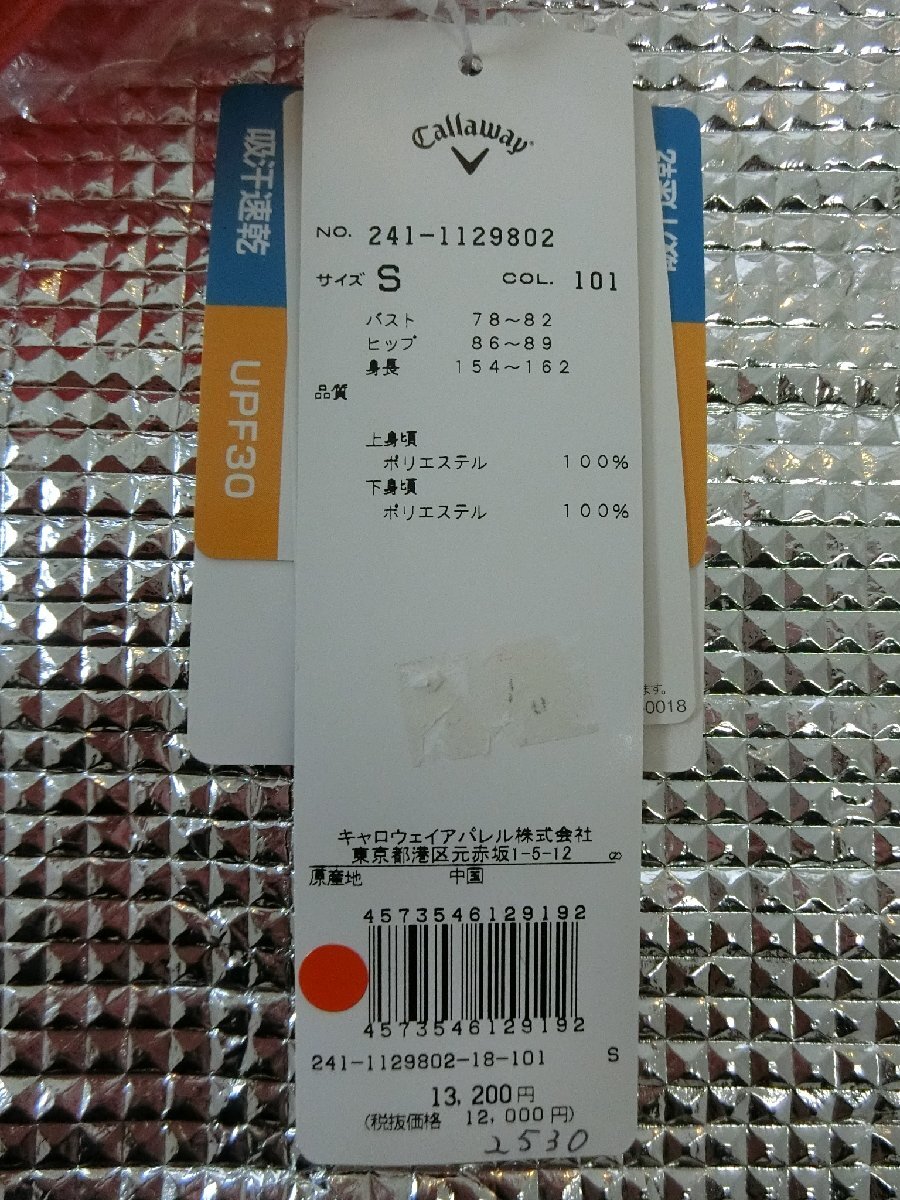 Callaway
NO. 241-1129802
サイズ S COL. 101
バスト 78～82
ヒップ 86～89
身長 154～162
品質
上身頃
ポリエステル 100%
下身頃
ポリエステル 100%
キャロウェイアパレル株式会社
東京都港区元赤坂1-5-12
原産地 中国
4573546129192
4573546129192
241-1129802-18-101 S
13,200円
(税抜価格 12,000円)
2530
吸汗速乾
UPF30
ます。
-0018